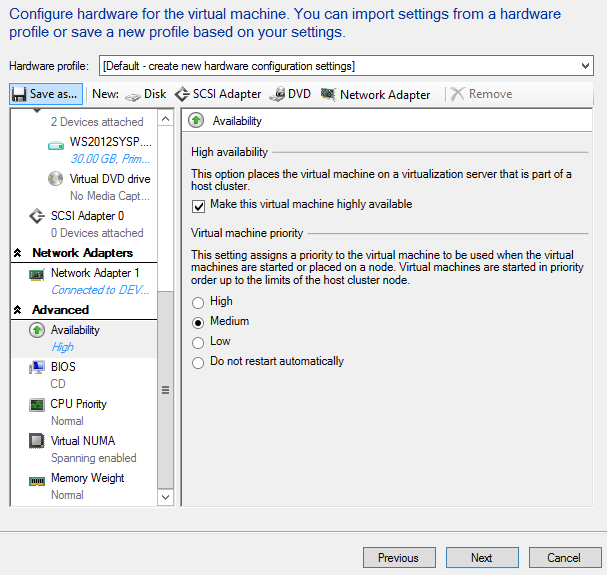 Configure hardware for the virtual machine. You can import settings from a hardware
profile or save a new profile based on your settings.
Hardware profile: [Default - create new hardware configuration settings]
Save as... New: Disk SCSI Adapter DVD Network Adapter Remove
2 Devices attached
WS2012SYSP....
30.00 GB, Prim...
Virtual DVD drive
No Media Capt...
SCSI Adapter 0
0 Devices attached
Network Adapters
Network Adapter 1
Connected to DEV...
Advanced
Availability
High
BIOS
CD
CPU Priority
Normal
Virtual NUMA
Spanning enabled
Memory Weight
Normal
Availability
High availability
This option places the virtual machine on a virtualization server that is part of a
host cluster.
Make this virtual machine highly available
Virtual machine priority
This setting assigns a priority to the virtual machine to be used when the virtual
machines are started or placed on a node. Virtual machines are started in priority
order up to the limits of the host cluster node.
High
Medium
Low
Do not restart automatically
Previous Next Cancel